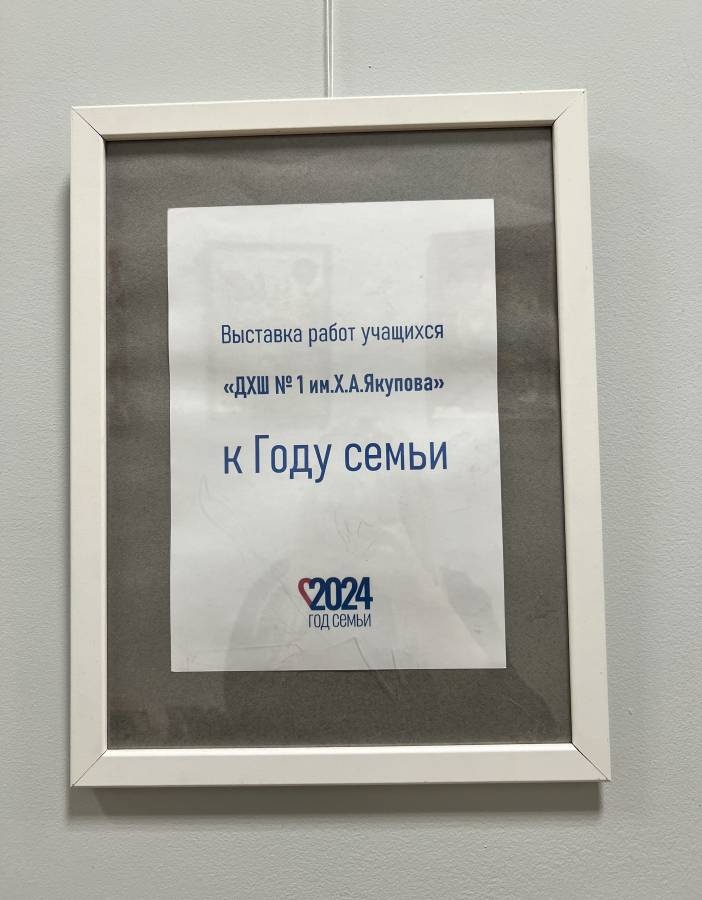 Выставка работ учащихся
«ДХШ № 1 им.Х.А.Якупова»
к Году семьи
2024
ГОД СЕМЬИ